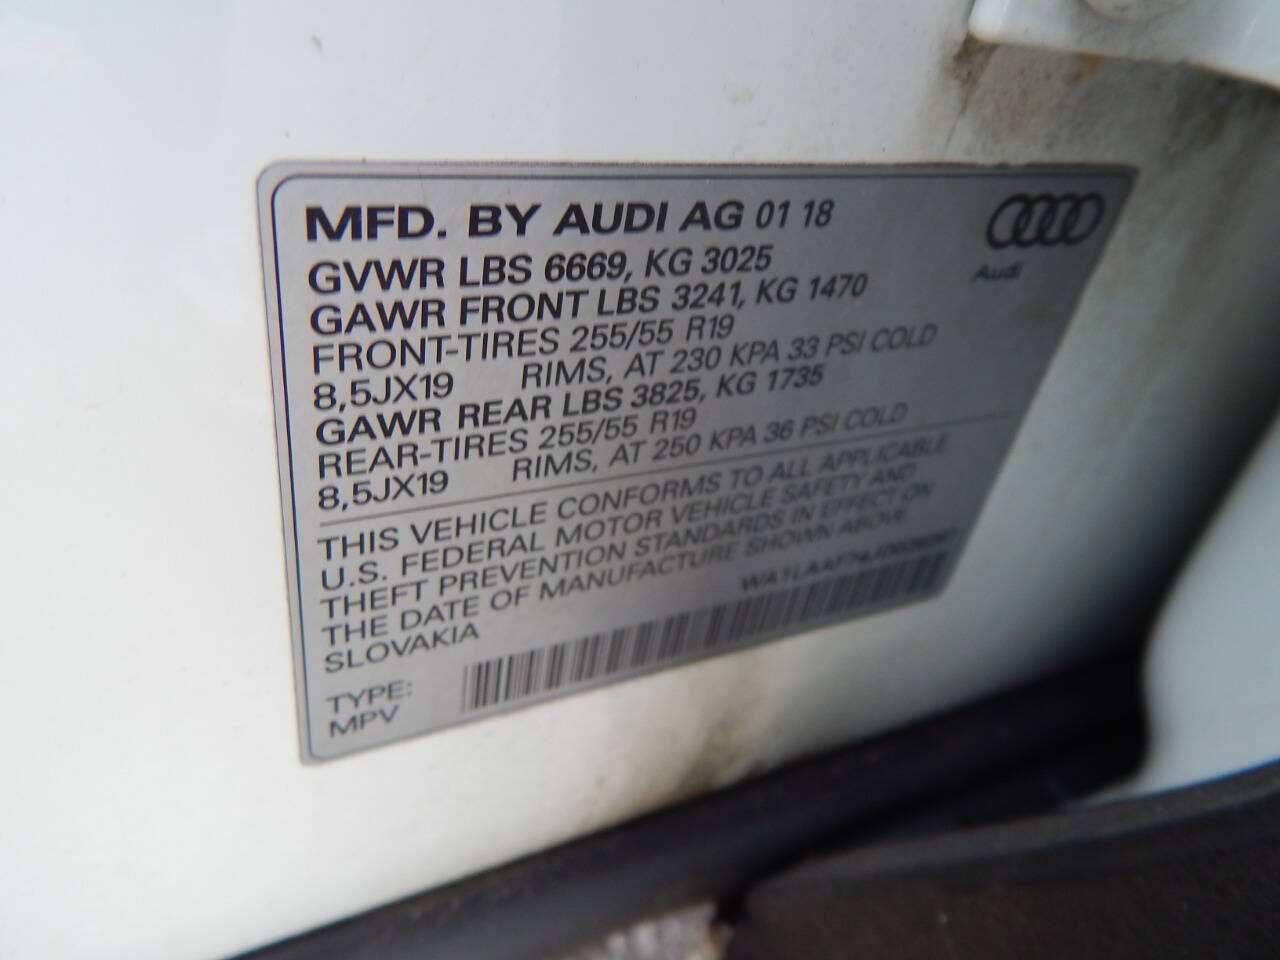 MFD. BY AUDI AG 01 18
Audi
GVWR LBS 6669, KG 3025
GAWR FRONT LBS 3241, KG 1470
FRONT-TIRES 255/55 R19
8,5JX19 RIMS, AT 230 KPA 33 PSI COLD
GAWR REAR LBS 3825, KG 1735
REAR-TIRES 255/55 R19
8,5JX19 RIMS, AT 250 KPA 36 PSI COLD
THIS VEHICLE CONFORMS TO ALL APPLICABLE
U.S. FEDERAL MOTOR VEHICLE SAFETY AND
THEFT PREVENTION STANDARDS IN EFFECT ON
THE DATE OF MANUFACTURE SHOWN ABOVE
SLOVAKIA
TYPE:
MPV